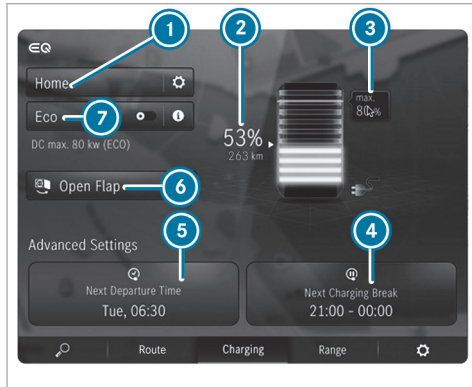 1
2
3
EQ
Home
max.
80%
Eco
7
53%
263 km
DC max. 80 kw (ECO)
Open Flap
6
Advanced Settings
5
4
Next Departure Time
Tue, 06:30
Next Charging Break
21:00 - 00:00
Route
Charging
Range